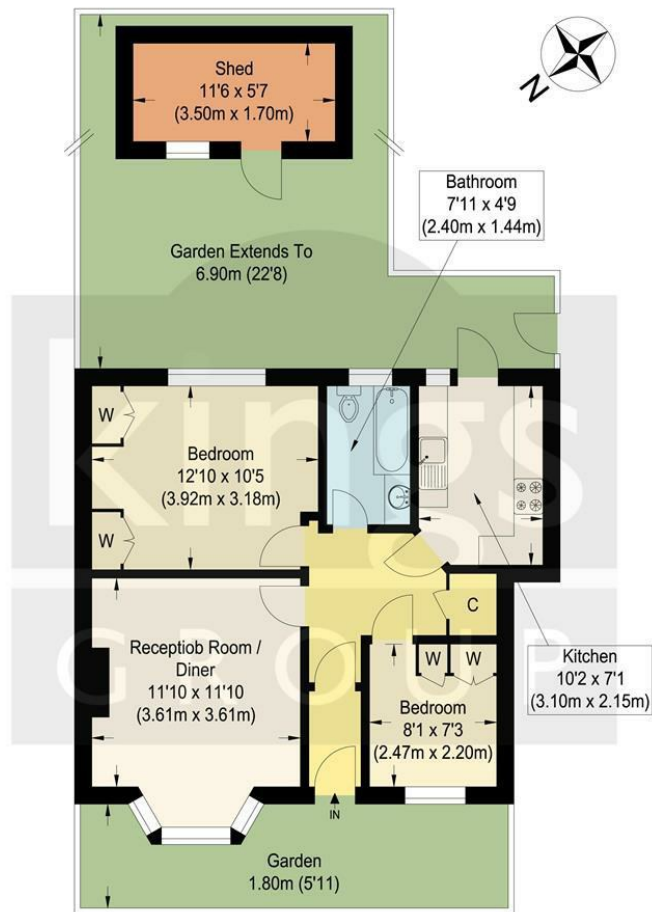 Shed
11'6 x 5'7
(3.50m x 1.70m)
N
Bathroom
7'11 x 4'9
(2.40m x 1.44m)
Garden Extends To
6.90m (22'8)
kings
GROUP
W
Bedroom
12'10 x 10'5
(3.92m x 3.18m)
W
C
Receptiob Room /
Diner
11'10 x 11'10
(3.61m x 3.61m)
W
W
Bedroom
8'1 x 7'3
(2.47m x 2.20m)
Kitchen
10'2 x 7'1
(3.10m x 2.15m)
IN
Garden
1.80m (5'11)